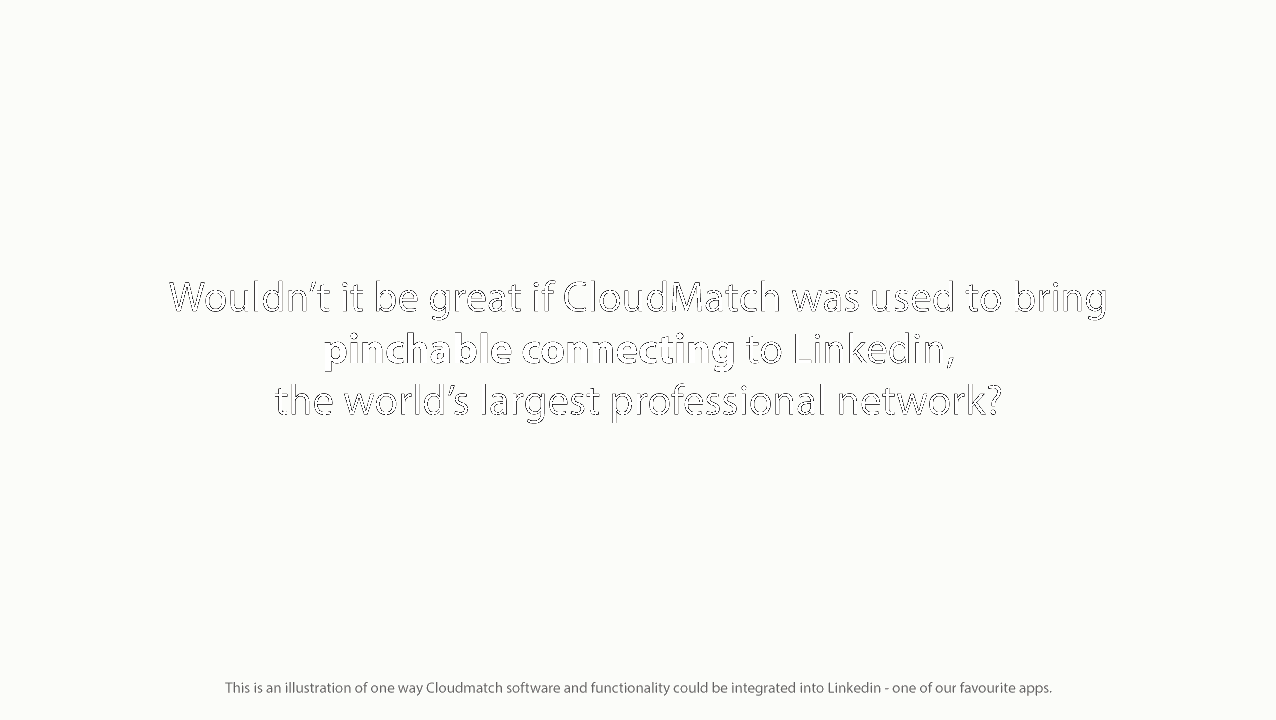 Wouldn’t it be great if CloudMatch was used to bring
pinchable connecting to Linkedin,
the world’s largest professional network?
This is an illustration of one way Cloudmatch software and functionality could be integrated into Linkedin - one of our favourite apps.